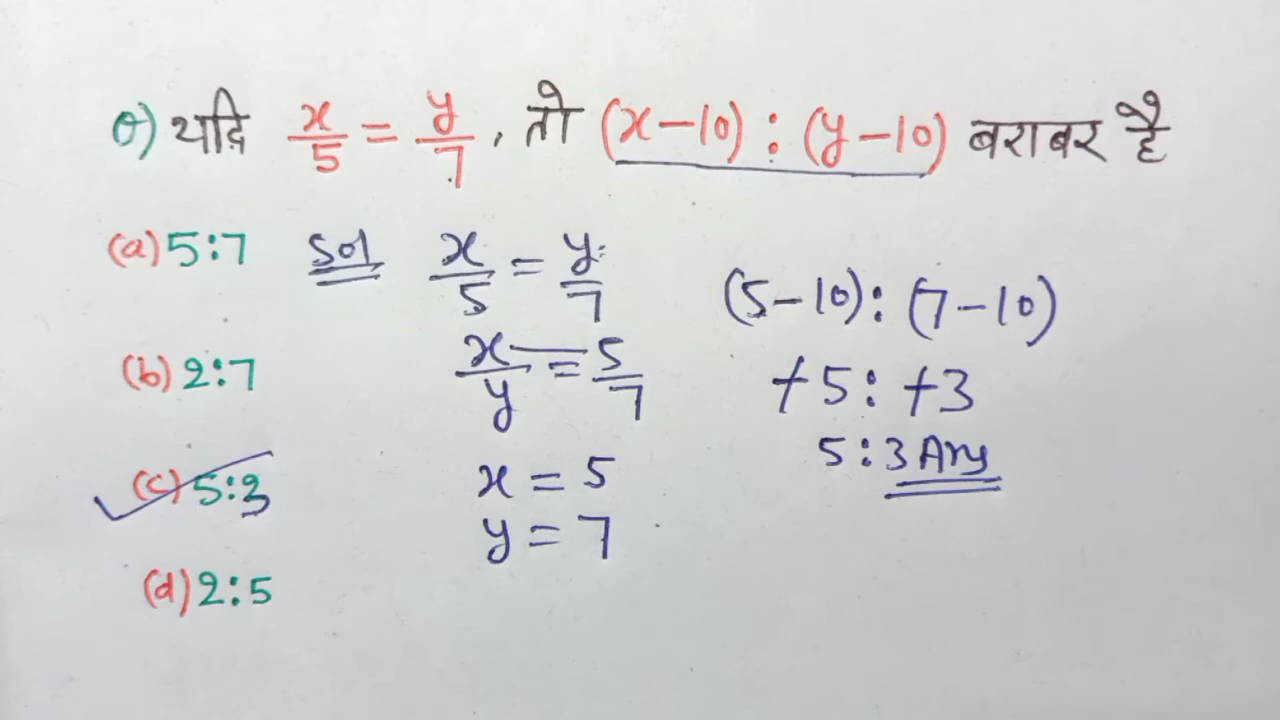 Q) यदि x/5 = y/7, तो (x-10) : (y-10) बराबर है
(a) 5:7
(b) 2:7
(c) 5:3
(d) 2:5
Sol x/5 = y/7
x/y = 5/7
x = 5
y = 7
(5-10) : (7-10)
+5 : +3
5:3 Ans